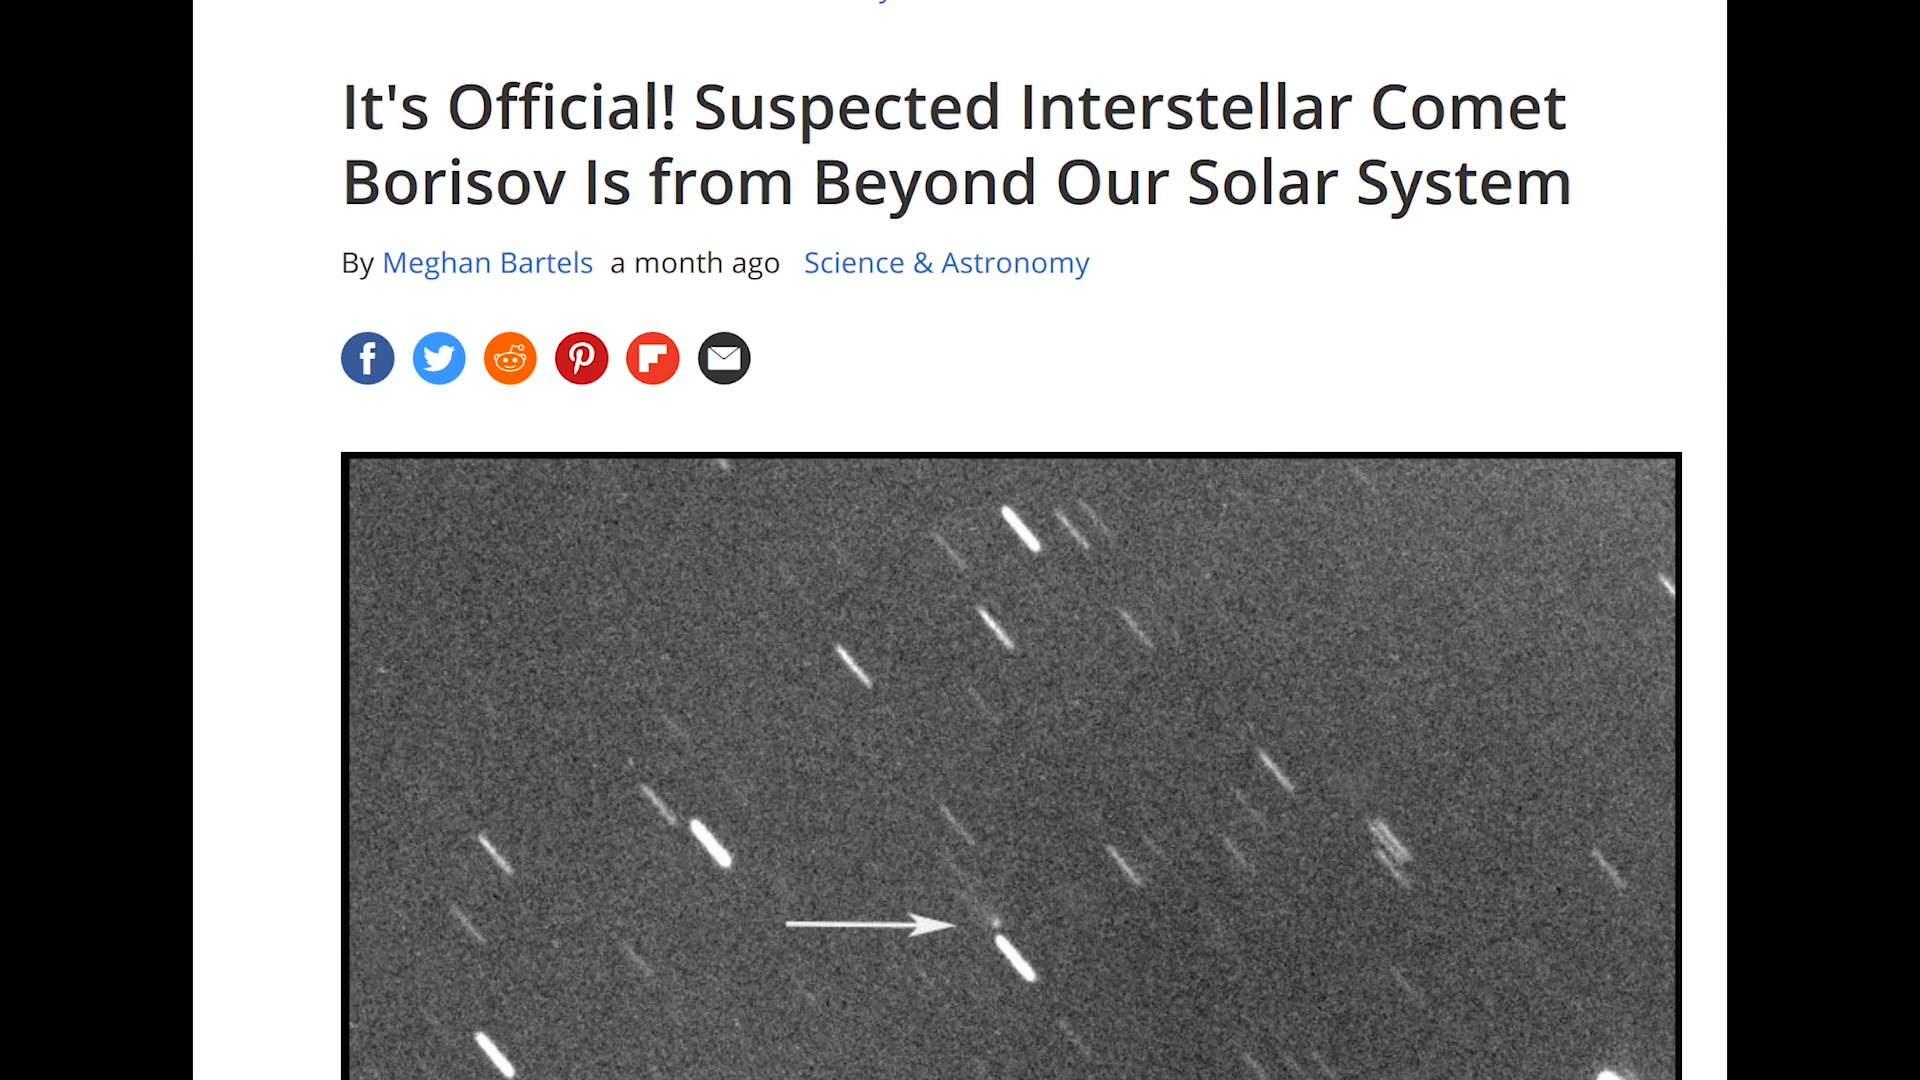 It's Official! Suspected Interstellar Comet
Borisov Is from Beyond Our Solar System
By Meghan Bartels a month ago Science & Astronomy